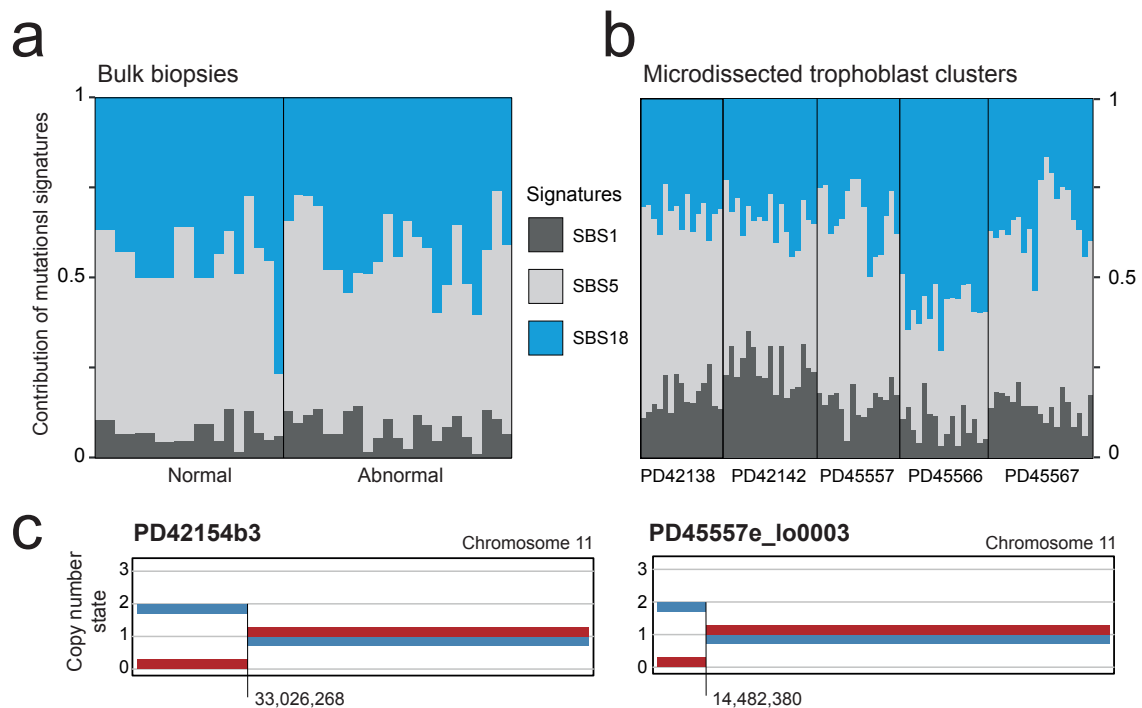 a
Bulk biopsies
Contribution of mutationsl signatures
1
0.5
0
Normal
Abnormal
Signatures
SBS1
SBS5
SBS18
b
Microdissected trophoblast clusters
1
0.5
0
PD42138
PD42142
PD45557
PD45566
PD45567
c
PD42154b3
Chromosome 11
Copy number
state
3
2
1
0
33,026,268
PD45557e_lo0003
Chromosome 11
3
2
1
0
14,482,380